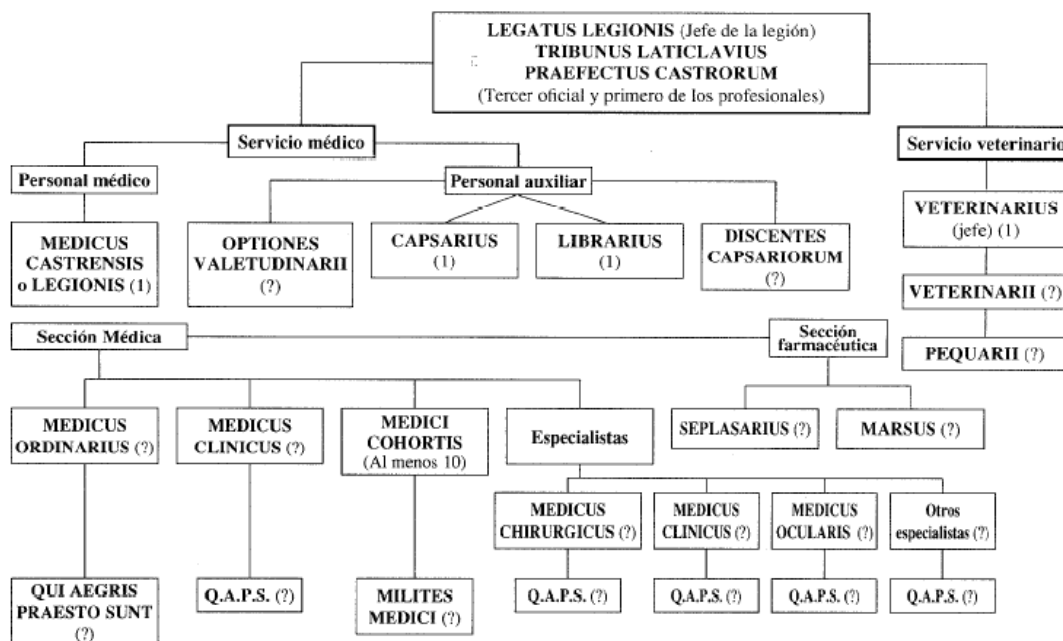 LEGATUS LEGIONIS (Jefe de la legión)
TRIBUNUS LATICLAVIUS
PRAEFECTUS CASTRORUM
(Tercer oficial y primero de los profesionales)
Servicio médico
Servicio veterinario
Personal médico
Personal auxiliar
MEDICUS
CASTRENSIS
o LEGIONIS (1)
OPTIONES
VALETUDINARII
(?)
CAPSARIUS
(1)
LIBRARIUS
(1)
DISCENTES
CAPSARIORUM
(?)
VETERINARIUS
(jefe) (1)
VETERINARII (?)
PEQUARII (?)
Sección Médica
Sección
farmacéutica
MEDICUS
ORDINARIUS (?)
MEDICUS
CLINICUS (?)
MEDICI
COHORTIS
(Al menos 10)
Especialistas
SEPLASARIUS (?)
MARSUS (?)
MEDICUS
CHIRURGICUS (?)
MEDICUS
CLINICUS (?)
MEDICUS
OCULARIS (?)
Otros
especialistas (?)
QUI AEGRIS
PRAESTO SUNT
(?)
Q.A.P.S. (?)
MILITES
MEDICI (?)
Q.A.P.S. (?)
Q.A.P.S. (?)
Q.A.P.S. (?)
Q.A.P.S. (?)